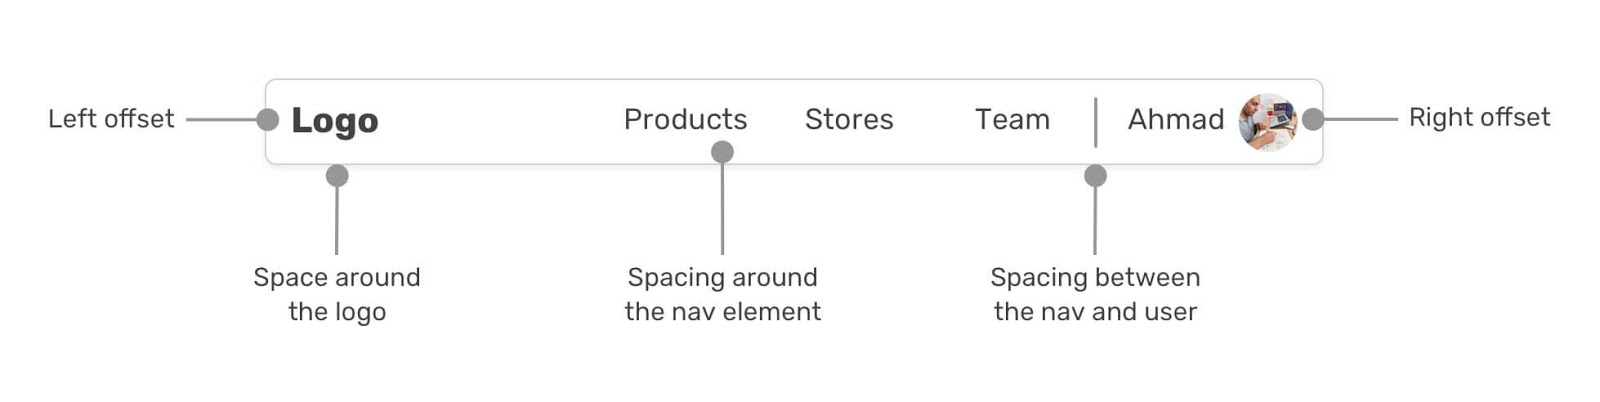 Left offset
Logo
Products
Stores
Team
Ahmad
Right offset
Space around
the logo
Spacing around
the nav element
Spacing between
the nav and user